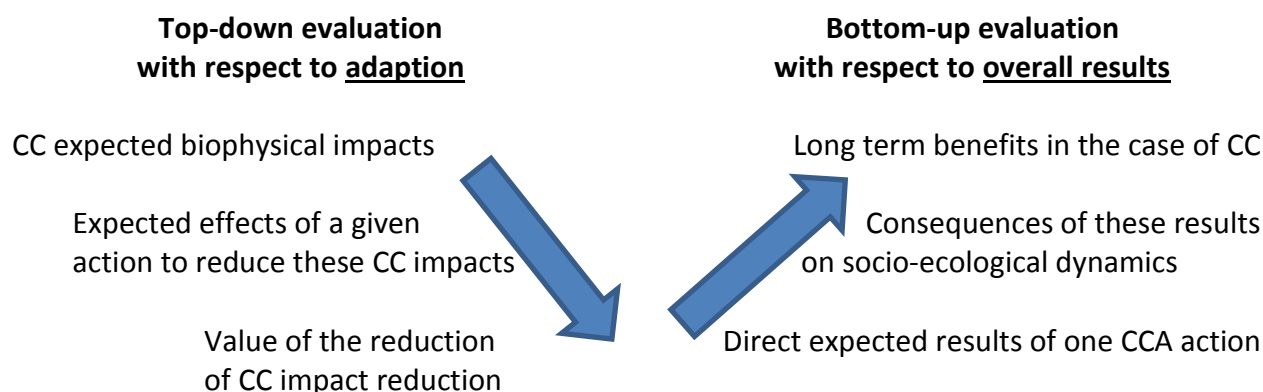 Top-down evaluation
with respect to adaption
CC expected biophysical impacts
Expected effects of a given
action to reduce these CC impacts
Value of the reduction
of CC impact reduction
Bottom-up evaluation
with respect to overall results
Long term benefits in the case of CC
Consequences of these results
on socio-ecological dynamics
Direct expected results of one CCA action